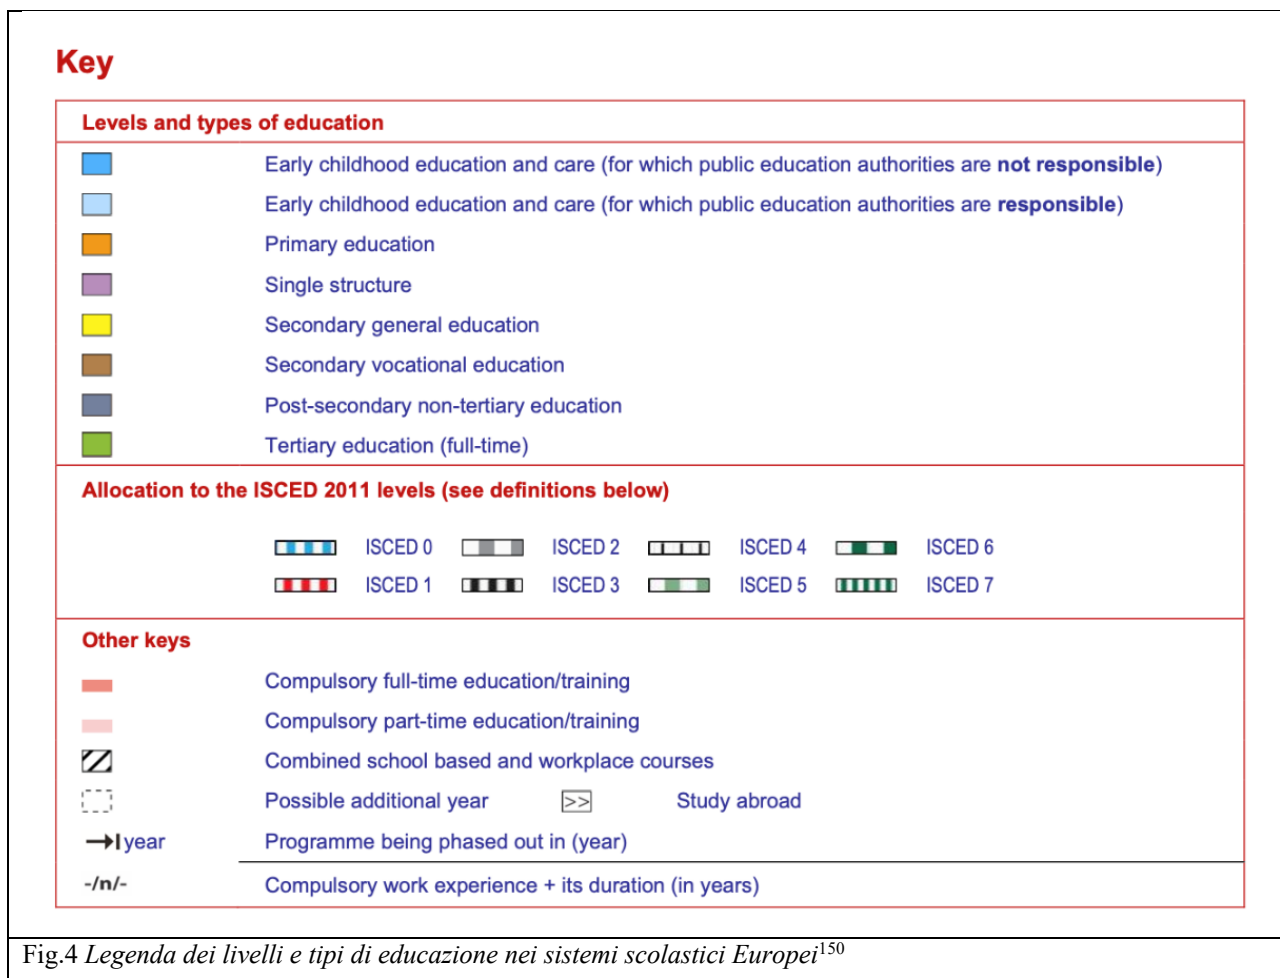 Key
Levels and types of education
Early childhood education and care (for which public education authorities are not responsible)
Early childhood education and care (for which public education authorities are responsible)
Primary education
Single structure
Secondary general education
Secondary vocational education
Post-secondary non-tertiary education
Tertiary education (full-time)
Allocation to the ISCED 2011 levels (see definitions below)
ISCED 0 ISCED 2 ISCED 4 ISCED 6
ISCED 1 ISCED 3 ISCED 5 ISCED 7
Other keys
Compulsory full-time education/training
Compulsory part-time education/training
Combined school based and workplace courses
Possible additional year >> Study abroad
year Programme being phased out in (year)
-/n/- Compulsory work experience + its duration (in years)
Fig.4 Legenda dei livelli e tipi di educazione nei sistemi scolastici Europei150